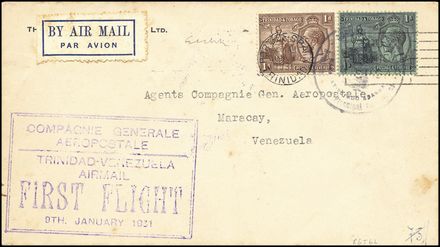 Th Ltd.
BY AIR MAIL
PAR AVION
TRINIDAD & TOBAGO
1D
TRINIDAD & TOBAGO
TRINIDAD
Agents Compagnie Gen. Aeropostale
Maracay,
Venezuela
COMPAGNIE GENERALE
AEROPOSTALE
TRINIDAD-VENEZUELA
AIRMAIL
FIRST FLIGHT
9TH. JANUARY 1931